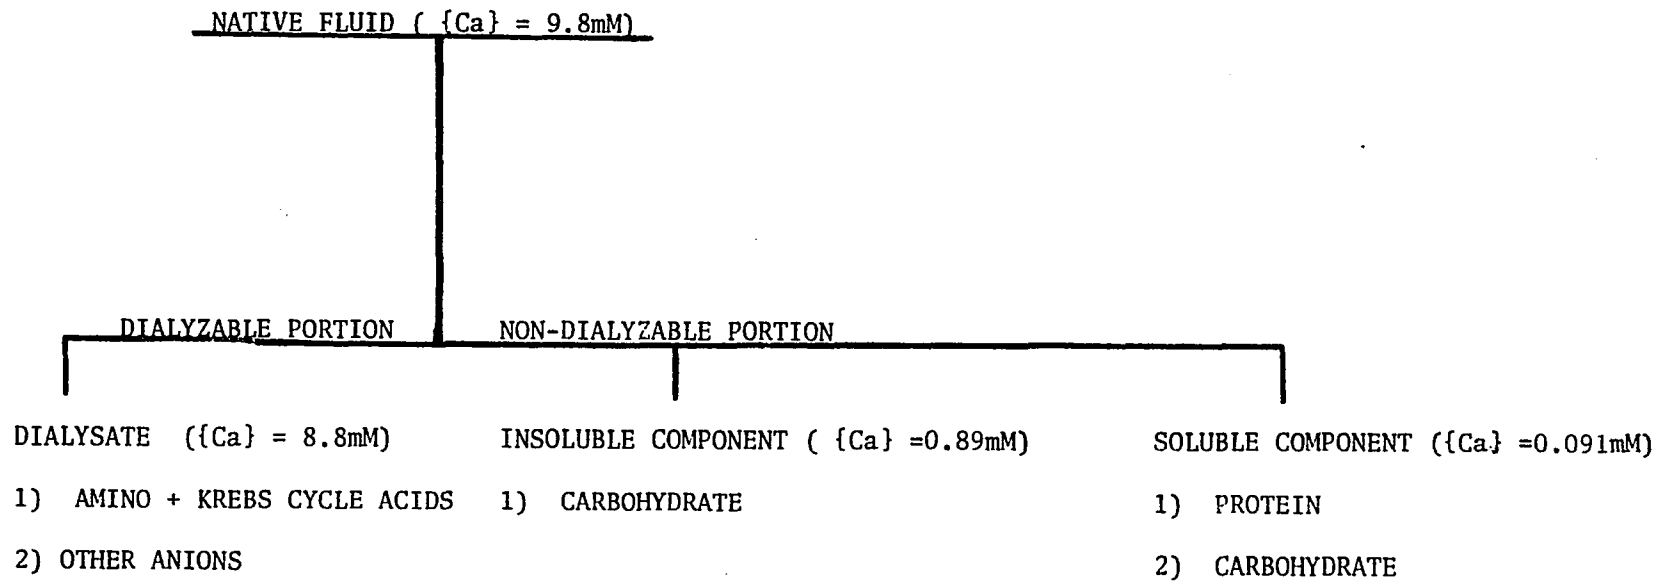 NATIVE FLUID ( {Ca} = 9.8mM)
DIALYZABLE PORTION
NON-DIALYZABLE PORTION
DIALYSATE ({Ca} = 8.8mM)
1) AMINO + KREBS CYCLE ACIDS
2) OTHER ANIONS
INSOLUBLE COMPONENT ( {Ca} =0.89mM)
1) CARBOHYDRATE
SOLUBLE COMPONENT ({Ca} =0.091mM)
1) PROTEIN
2) CARBOHYDRATE